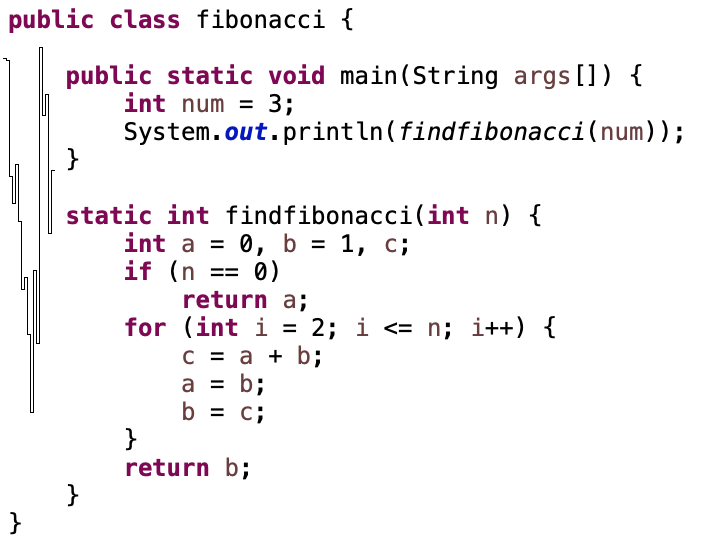 public class fibonacci {
public static void main(String args[]) {
int num = 3;
System.out.println(findfibonacci(num));
}
static int findfibonacci(int n) {
int a = 0, b = 1, c;
if (n == 0)
return a;
for (int i = 2; i <= n; i++) {
c = a + b;
a = b;
b = c;
}
return b;
}
}